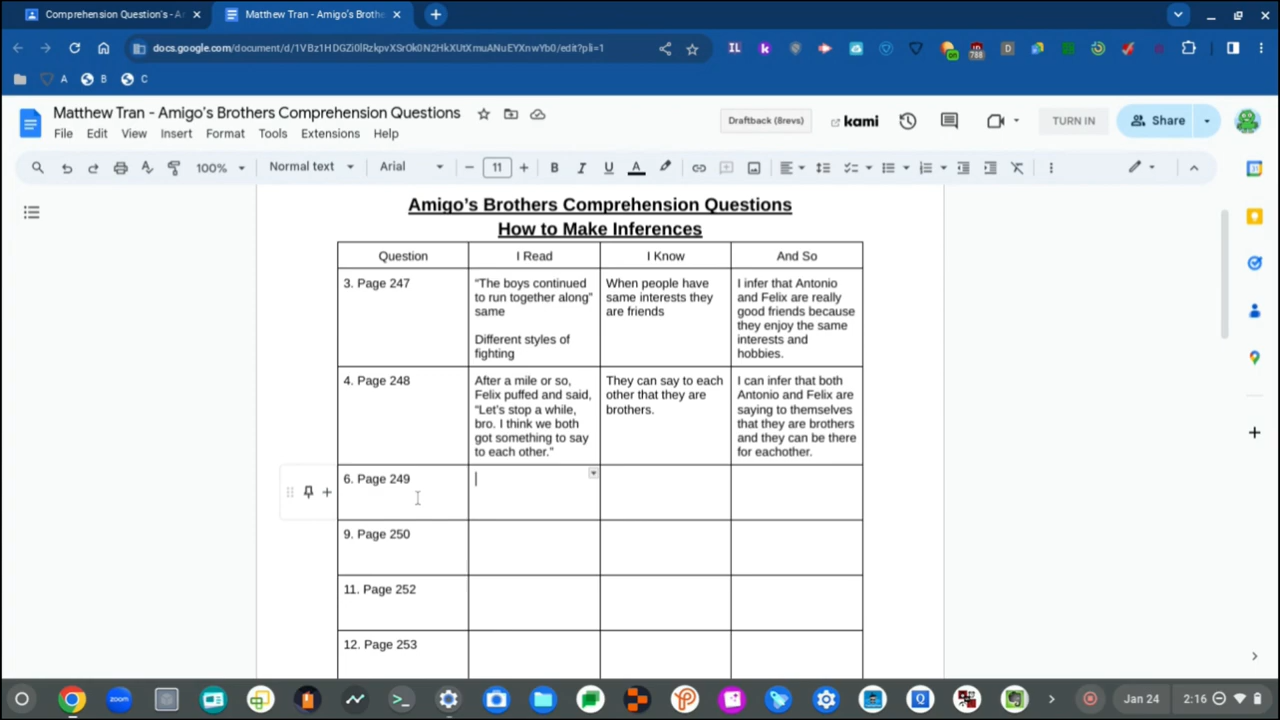 Comprehension Question's - Ar
Matthew Tran - Amigo's Brothe
docs.google.com/document/d/1VBz1HDGZi0lRzkpvXSrOk0N2HkXUtXmuANuEYXnwYb0/edit?pli=1
A
B
C
Matthew Tran - Amigo's Brothers Comprehension Questions
File Edit View Insert Format Tools Extensions Help
Draftback (8revs)
kami
TURN IN
Share
100%
Normal text
Arial
11
Amigo's Brothers Comprehension Questions
How to Make Inferences
Question
I Read
I Know
And So
3. Page 247
"The boys continued
to run together along"
same
Different styles of
fighting
When people have
same interests they
are friends
I infer that Antonio
and Felix are really
good friends because
they enjoy the same
interests and
hobbies.
4. Page 248
After a mile or so,
Felix puffed and said,
"Let's stop a while,
bro. I think we both
got something to say
to each other."
They can say to each
other that they are
brothers.
I can infer that both
Antonio and Felix are
saying to themselves
that they are brothers
and they can be there
for eachother.
6. Page 249
9. Page 250
11. Page 252
12. Page 253
Jan 24
2:16